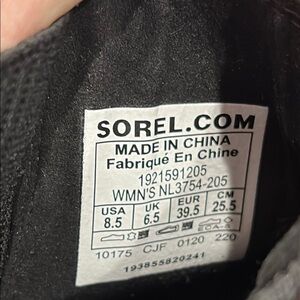 SOREL.COM
MADE IN CHINA
Fabriqué En Chine
1921591205
WMN'S NL3754-205
USA UK EUR CM
8.5 6.5 39.5 25.5
10175 CJF 0120 220
193855820241